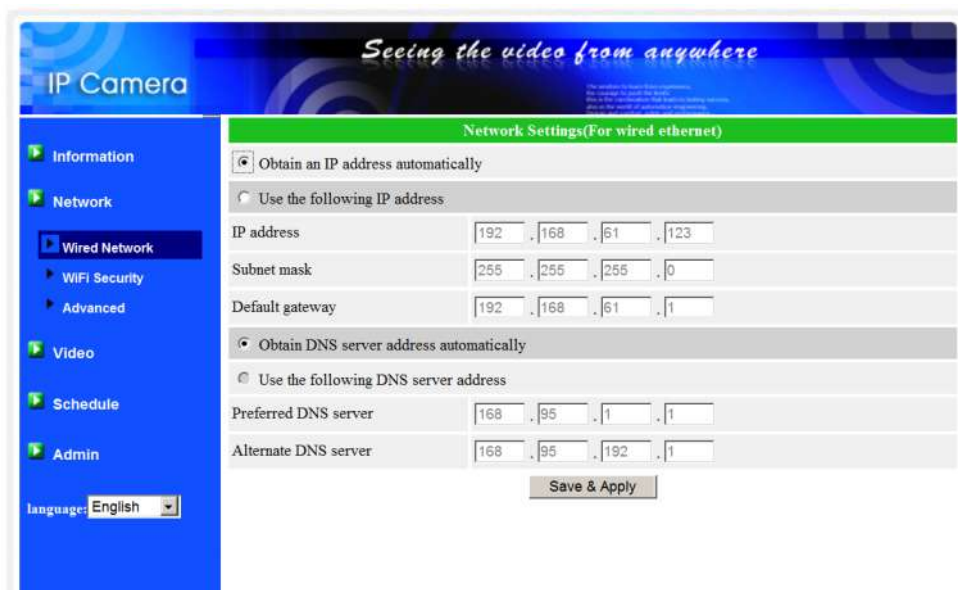 Seeing the video from anywhere
IP Camera
Network Settings(For wired ethernet)
Information
Network
Wired Network
WiFi Security
Advanced
Video
Schedule
Admin
language: English
Obtain an IP address automatically
Use the following IP address
IP address 192 . 168 . 61 . 123
Subnet mask 255 . 255 . 255 . 0
Default gateway 192 . 168 . 61 . 1
Obtain DNS server address automatically
Use the following DNS server address
Preferred DNS server 168 . 95 . 1 . 1
Alternate DNS server 168 . 95 . 192 . 1
Save & Apply